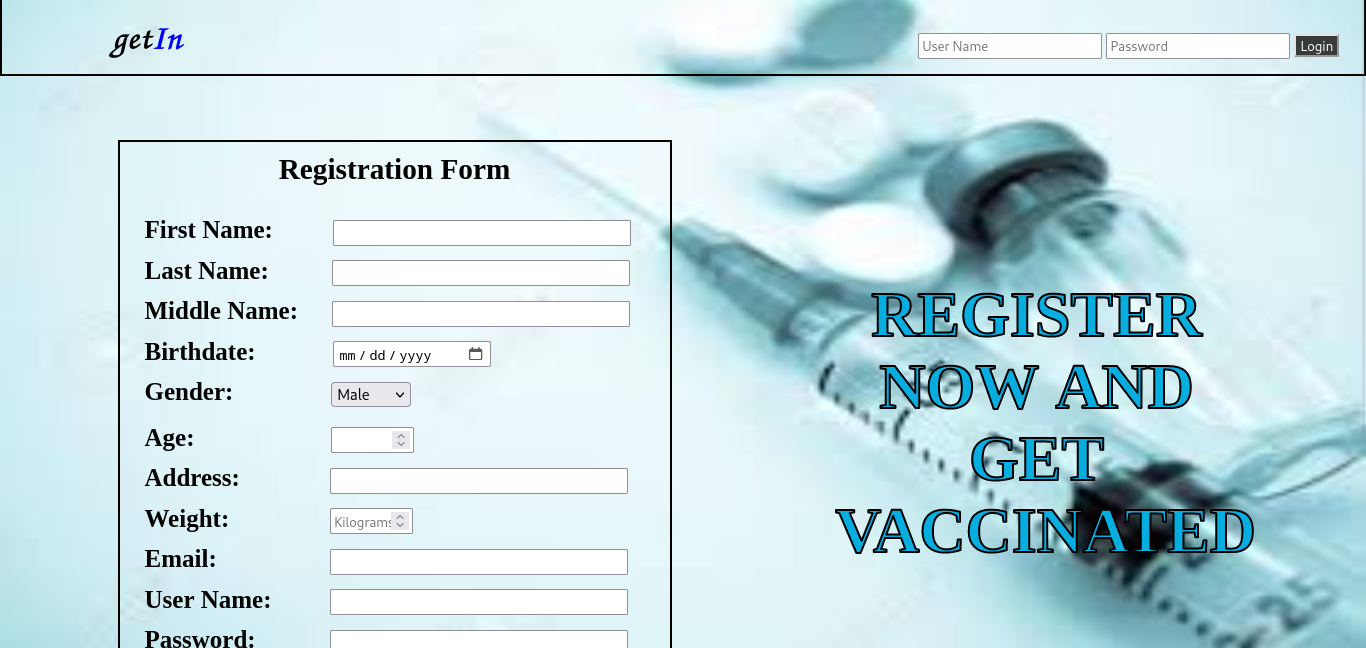 getIn
User Name Password Login
Registration Form
First Name:
Last Name:
Middle Name:
Birthdate: mm / dd / yyyy
Gender: Male
Age:
Address:
Weight: Kilograms
Email:
User Name:
Password:
REGISTER
NOW AND
GET
VACCINATED
25